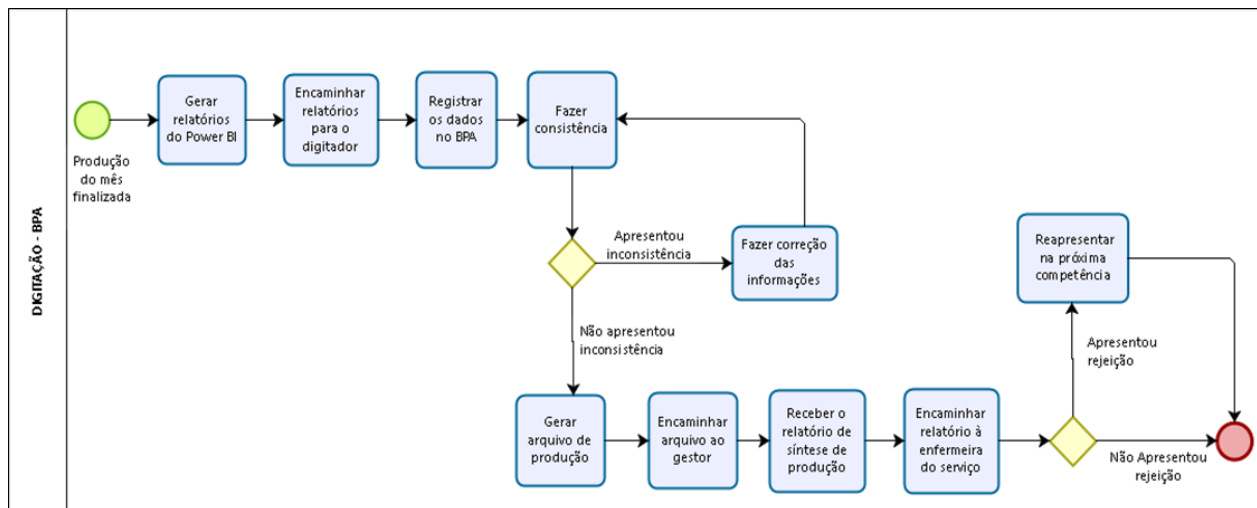 DIGITAÇÃO - BPA
Produção
do mês
finalizada
Gerar
relatórios
do Power BI
Encaminhar
relatórios
para o
digitador
Registrar
os dados
no BPA
Fazer
consistência
Apresentou
inconsistência
Fazer correção
das
informações
Não apresentou
inconsistência
Gerar
arquivo de
produção
Encaminhar
arquivo ao
gestor
Receber o
relatório de
síntese de
produção
Encaminhar
relatório à
enfermeira
do serviço
Apresentou
rejeição
Reapresentar
na próxima
competência
Não Apresentou
rejeição